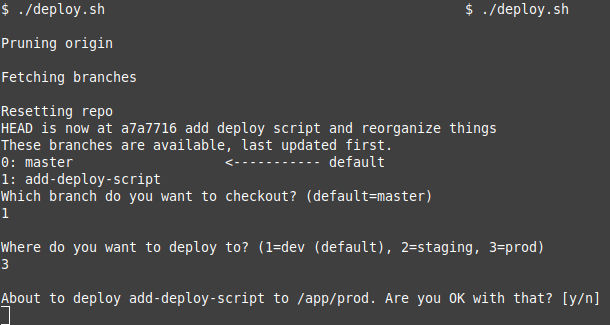 $ ./deploy.sh $ ./deploy.sh
Pruning origin
Fetching branches
Resetting repo
HEAD is now at a7a7716 add deploy script and reorganize things
These branches are available, last updated first.
0: master <----------- default
1: add-deploy-script
Which branch do you want to checkout? (default=master)
1
Where do you want to deploy to? (1=dev (default), 2=staging, 3=prod)
3
About to deploy add-deploy-script to /app/prod. Are you OK with that? [y/n]